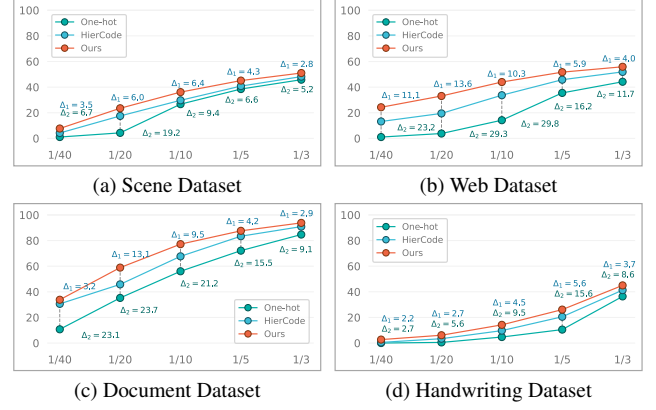 100
80
60
40
20
0
One-hot
HierCode
Ours
Δ1 = 3,5
Δ2 = 6,7
Δ1 = 6,0
Δ2 = 19.2
Δ1 = 6,4
Δ2 = 9.4
Δ1 = 4.3
Δ2 = 6.6
Δ1 = 2.8
Δ2 = 5,2
1/40 1/20 1/10 1/5 1/3
(a) Scene Dataset
100
80
60
40
20
0
One-hot
HierCode
Ours
Δ1 = 11,1
Δ2 = 23,2
Δ1 = 13.6
Δ2 = 29.3
Δ1 = 10.3
Δ2 = 29.8
Δ1 = 5.9
Δ2 = 16.2
Δ1 = 4,0
Δ2 = 11.7
1/40 1/20 1/10 1/5 1/3
(b) Web Dataset
100
80
60
40
20
0
Δ1 = 3,2
Δ2 = 23.1
Δ1 = 13,1
Δ2 = 23.7
Δ1 = 9,5
Δ2 = 21.2
Δ1 = 4,2
Δ2 = 15.5
Δ1 = 2,9
Δ2 = 9,1
One-hot
HierCode
Ours
1/40 1/20 1/10 1/5 1/3
(c) Document Dataset
100
80
60
40
20
0
One-hot
HierCode
Ours
Δ1 = 2,2
Δ2 = 2.7
Δ1 = 2,7
Δ2 = 5.6
Δ1 = 4,5
Δ2 = 9.5
Δ1 = 5,6
Δ2 = 15,6
Δ1 = 3,7
Δ2 = 8,6
1/40 1/20 1/10 1/5 1/3
(d) Handwriting Dataset